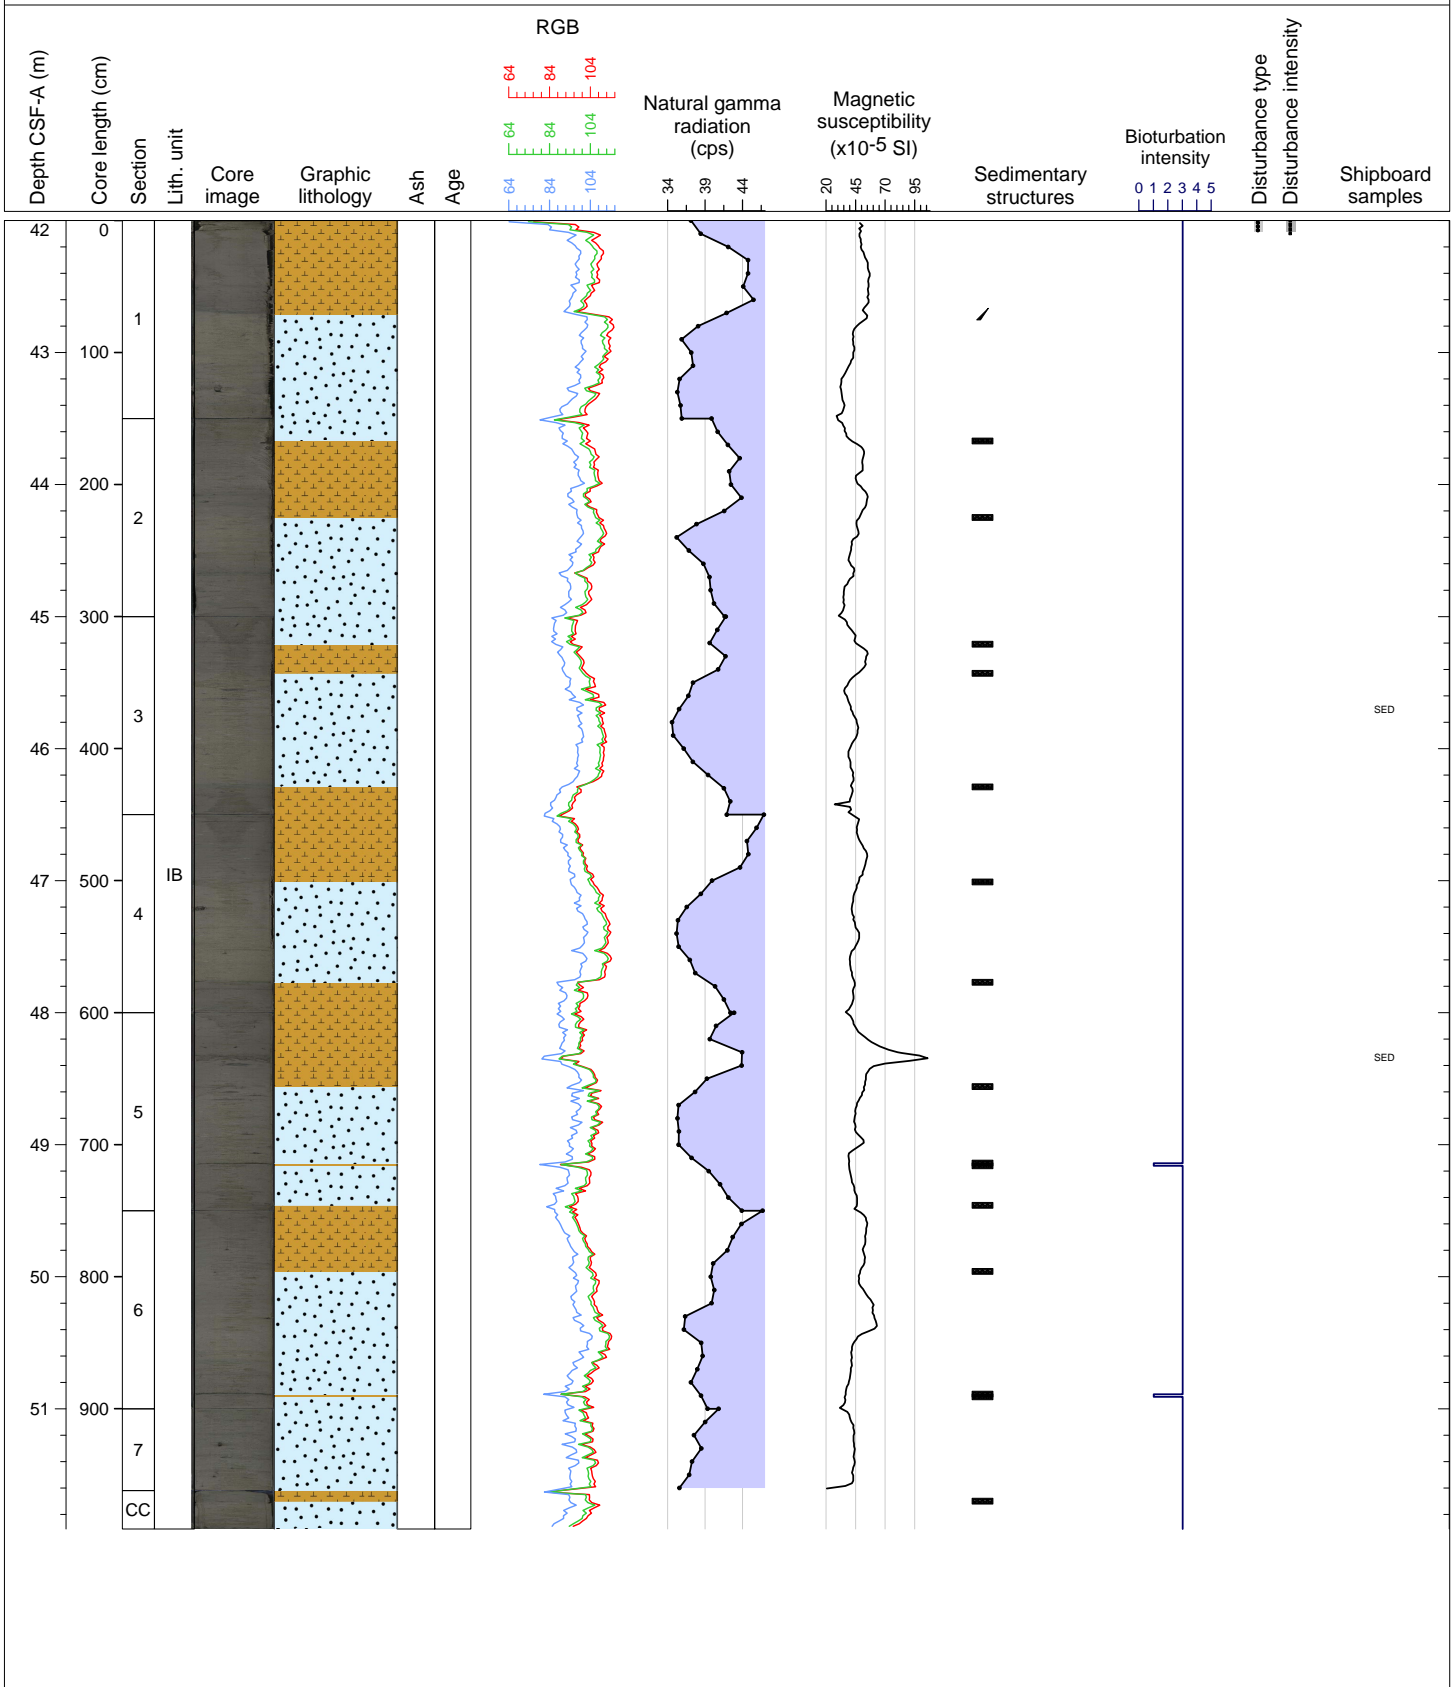 RGB
64 84 104
64 84 104
64 84 104
Depth CSF-A (m)
Core length (cm)
Section
Lith. unit
Core
image
Graphic
lithology
Ash
Age
Natural gamma
radiation
(cps)
34 39 44
Magnetic
susceptibility
(x10-5 SI)
20 45 70 95
Sedimentary
structures
Bioturbation
intensity
0 1 2 3 4 5
Disturbance type
Disturbance intensity
Shipboard
samples
42 0
1
43 100
44 200
2
45 300
3
SED
46 400
IB
47 500
4
48 600
SED
5
49 700
50 800
6
51 900
7
CC